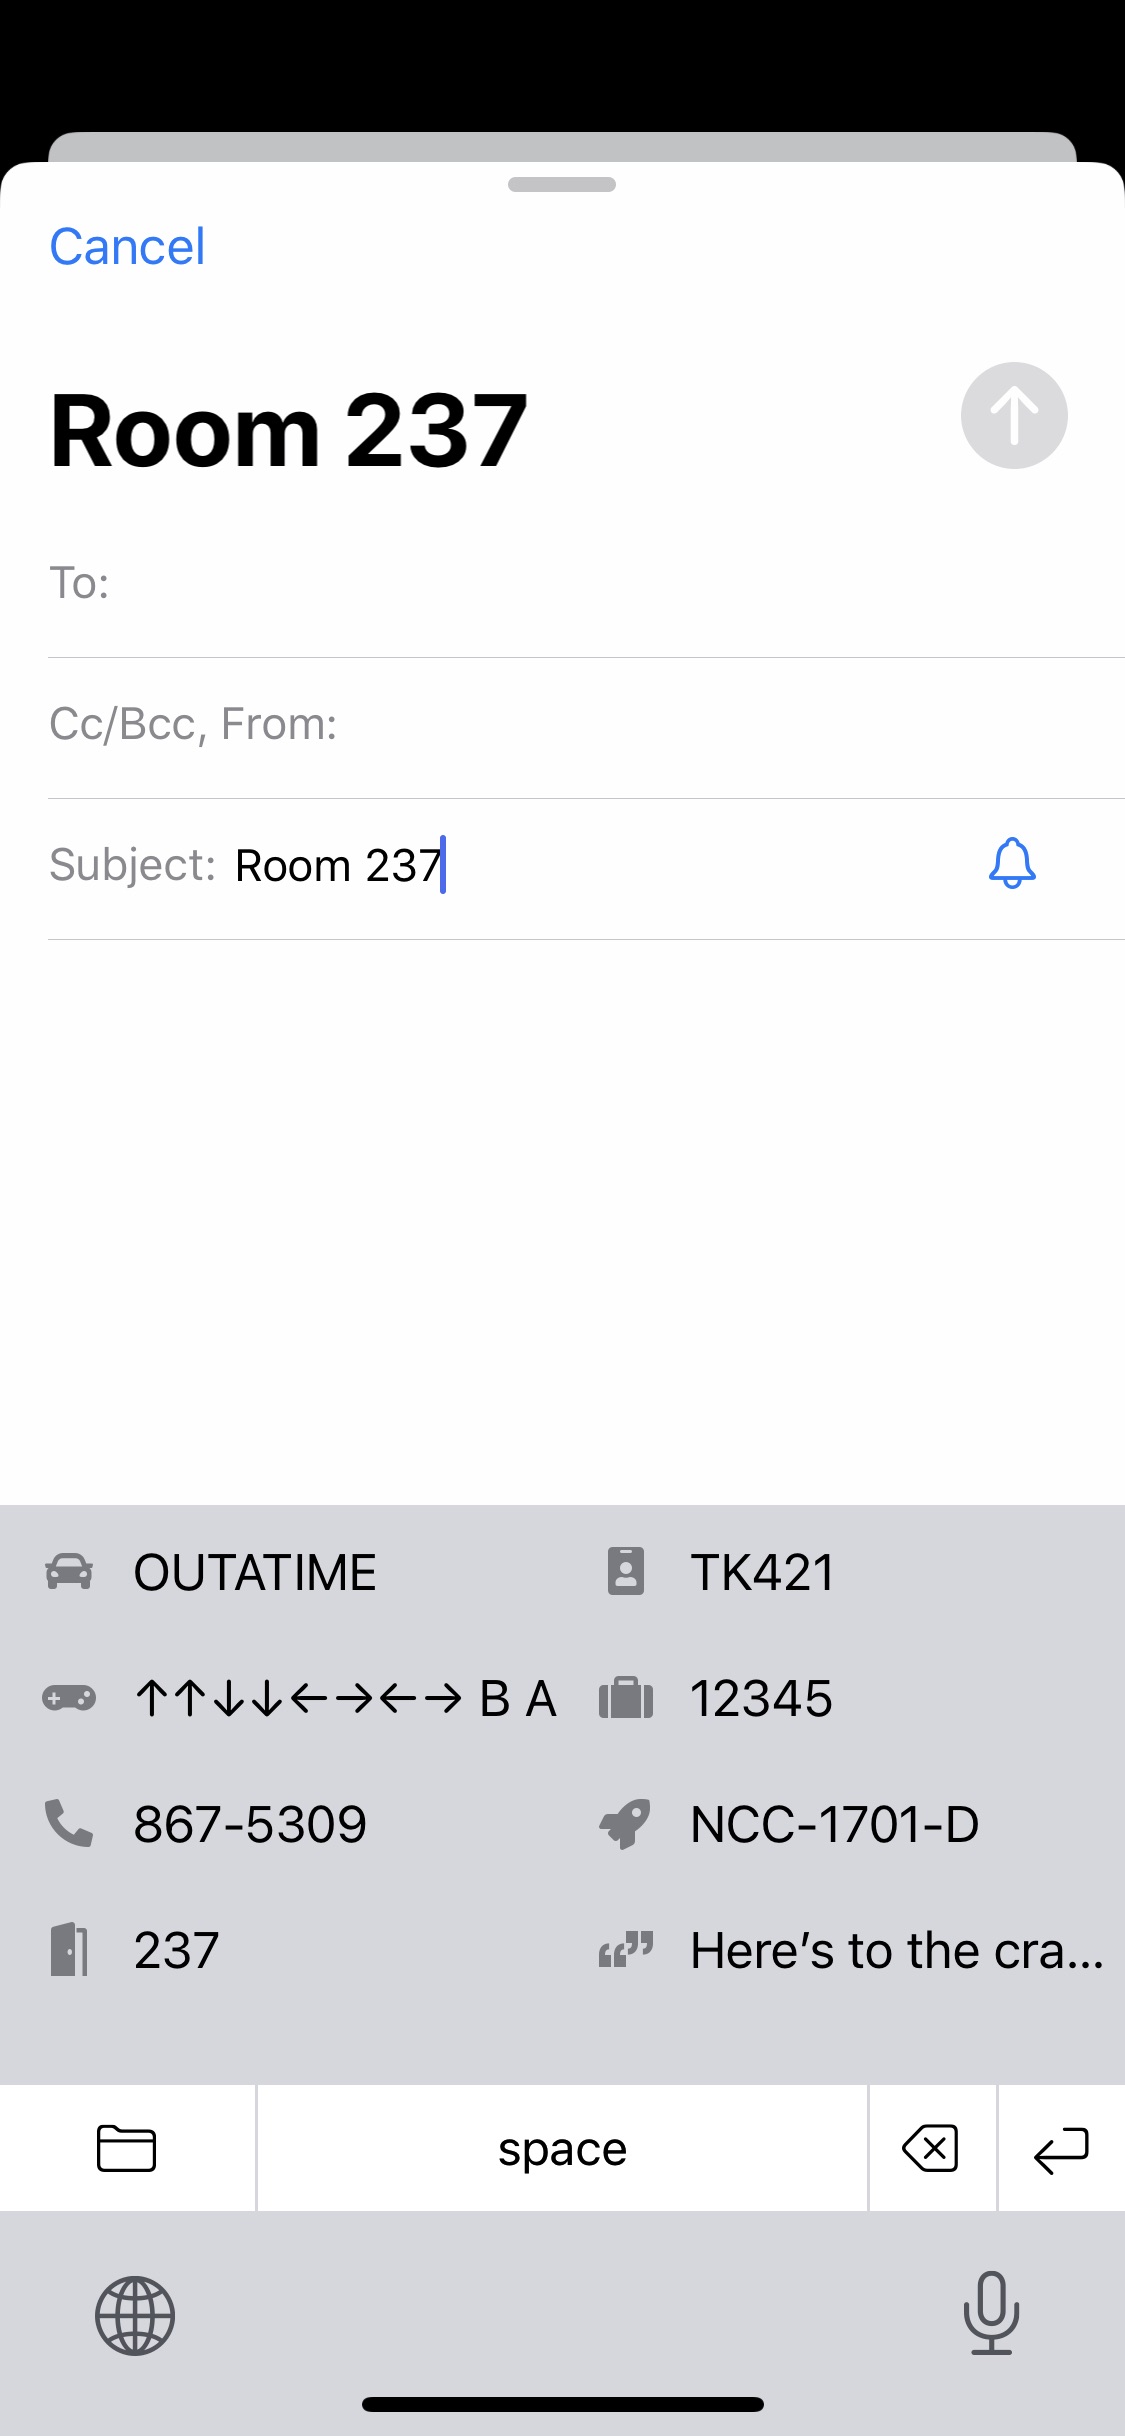 Cancel
Room 237
To:
Cc/Bcc, From:
Subject: Room 237
OUTATIME
TK421
↑↑↓↓←→←→ B A
12345
867-5309
NCC-1701-D
237
Here’s to the cra...
space